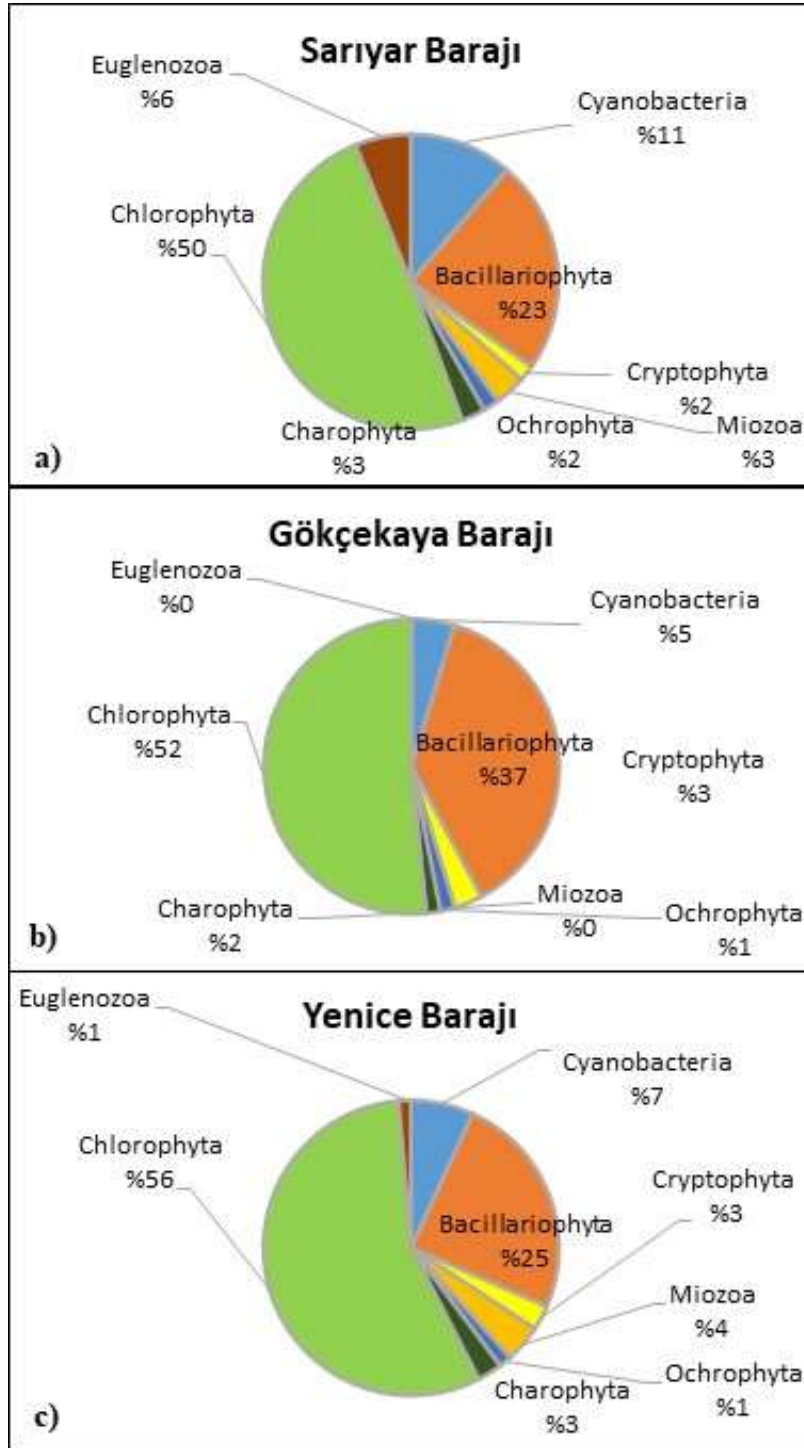 Sarıyar Barajı
Euglenozoa
%6
Cyanobacteria
%11
Chlorophyta
%50
Bacillariophyta
%23
Cryptophyta
%2
Miozoa
%3
Ochrophyta
%2
Charophyta
%3
a)
Gökçekaya Barajı
Euglenozoa
%0
Cyanobacteria
%5
Chlorophyta
%52
Bacillariophyta
%37
Cryptophyta
%3
Miozoa
%0
Ochrophyta
%1
Charophyta
%2
b)
Yenice Barajı
Euglenozoa
%1
Cyanobacteria
%7
Chlorophyta
%56
Bacillariophyta
%25
Cryptophyta
%3
Miozoa
%4
Ochrophyta
%1
Charophyta
%3
c)